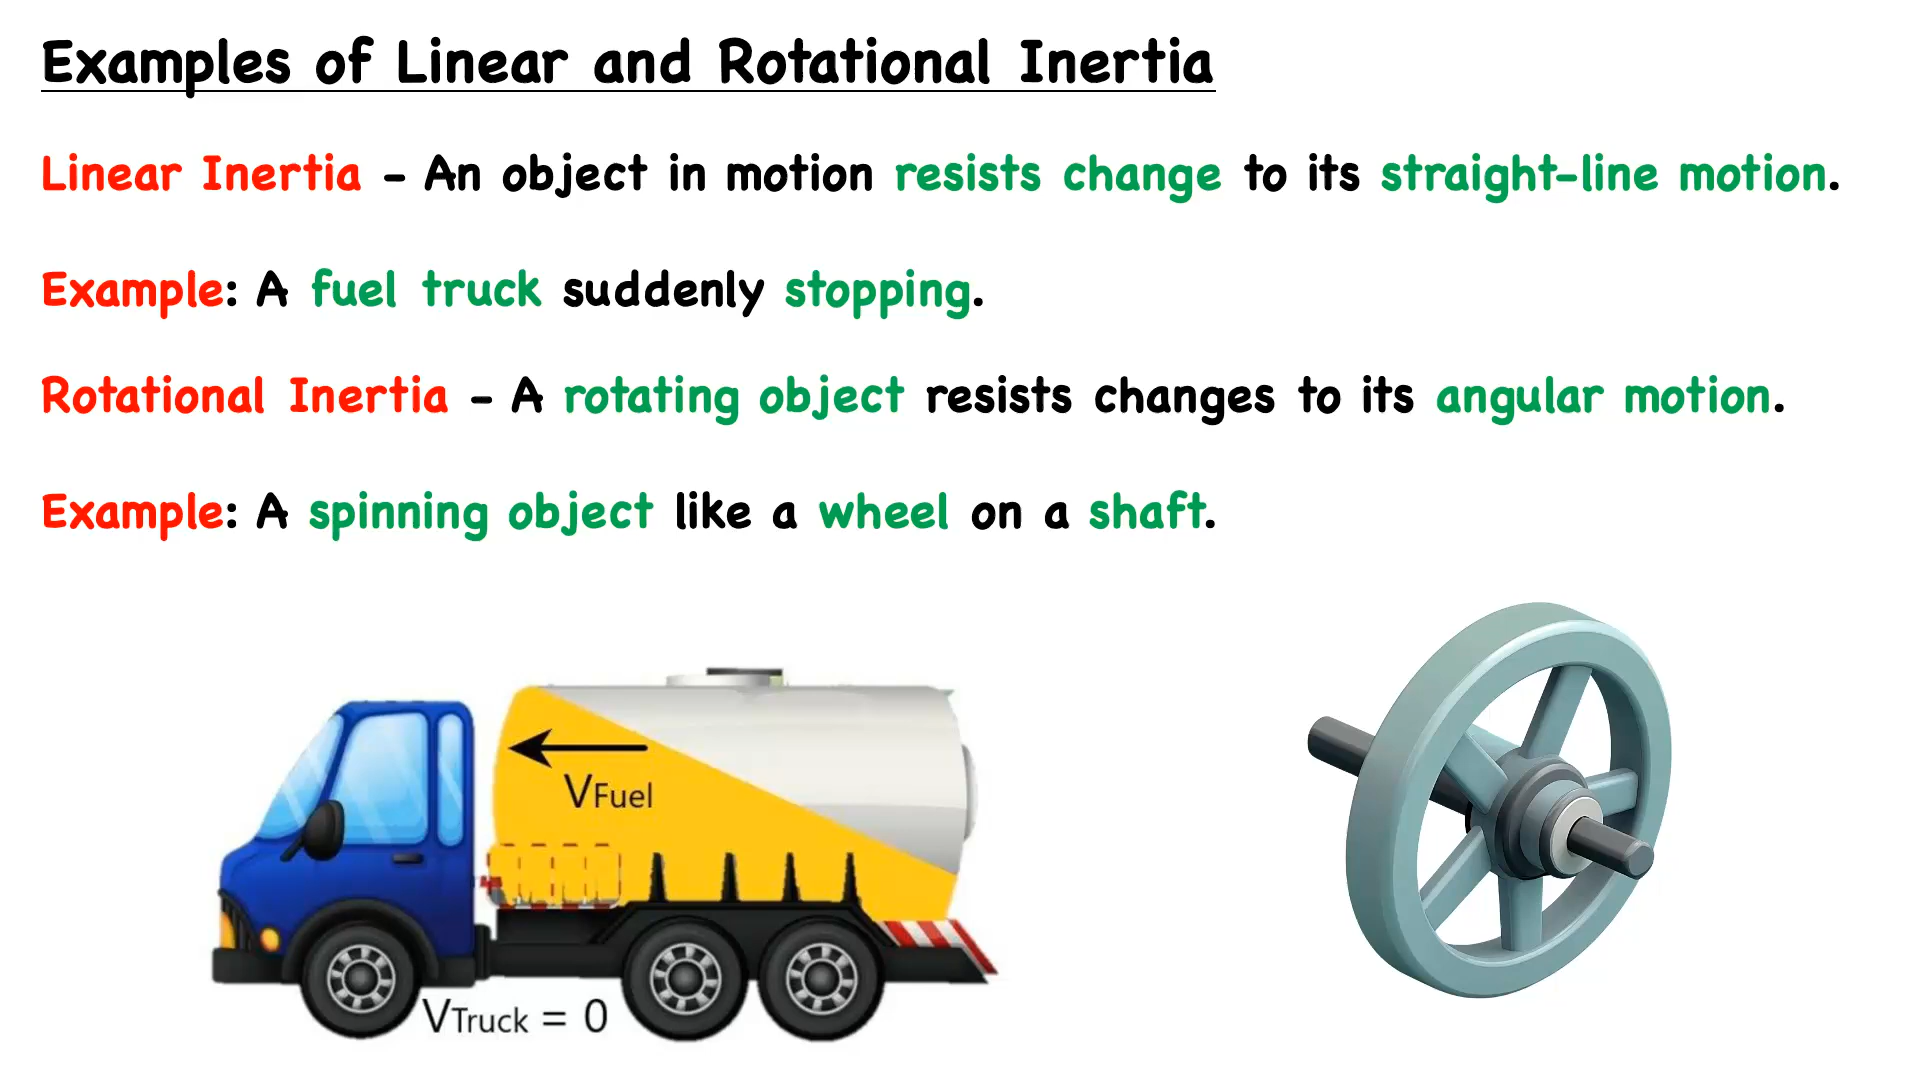 Examples of Linear and Rotational Inertia
Linear Inertia - An object in motion resists change to its straight-line motion.
Example: A fuel truck suddenly stopping.
Rotational Inertia - A rotating object resists changes to its angular motion.
Example: A spinning object like a wheel on a shaft.
VFuel
VTruck = 0